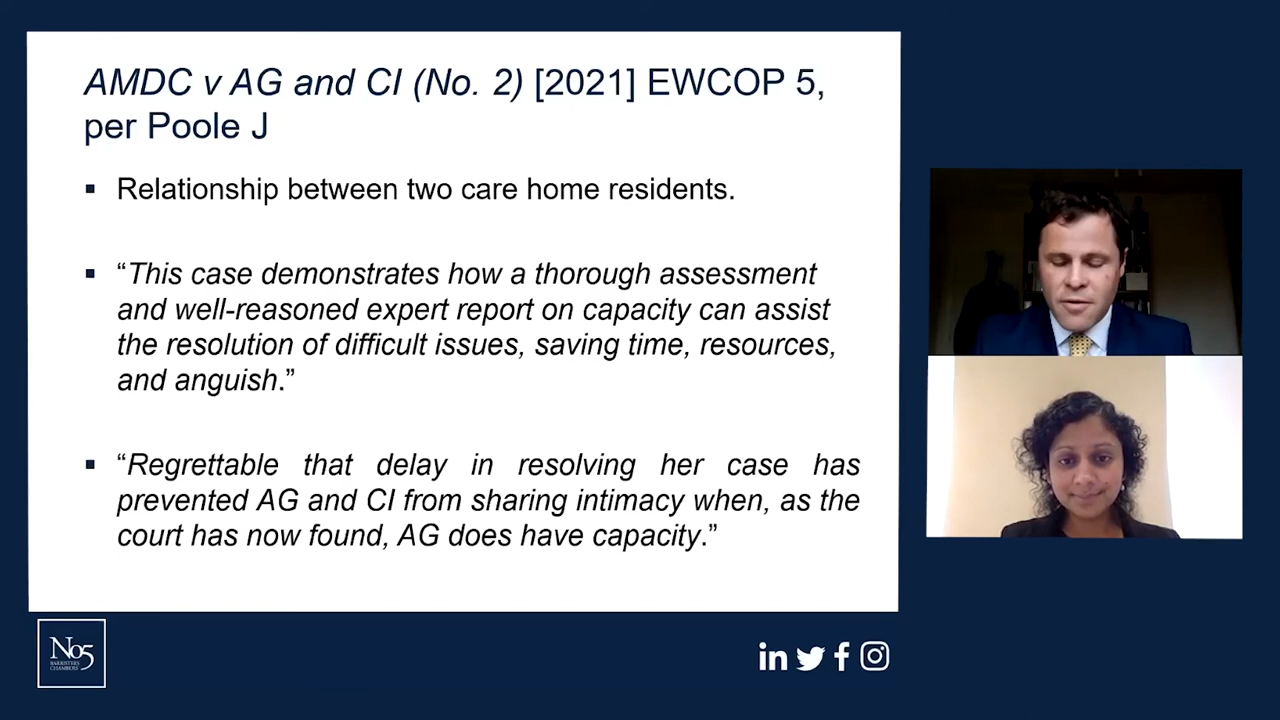 AMDC v AG and CI (No. 2) [2021] EWCOP 5,
per Poole J
▪ Relationship between two care home residents.
▪ “This case demonstrates how a thorough assessment
and well-reasoned expert report on capacity can assist
the resolution of difficult issues, saving time, resources,
and anguish.”
▪ “Regrettable that delay in resolving her case has
prevented AG and CI from sharing intimacy when, as the
court has now found, AG does have capacity.”
No5
BARRISTERS
CHAMBERS
in f